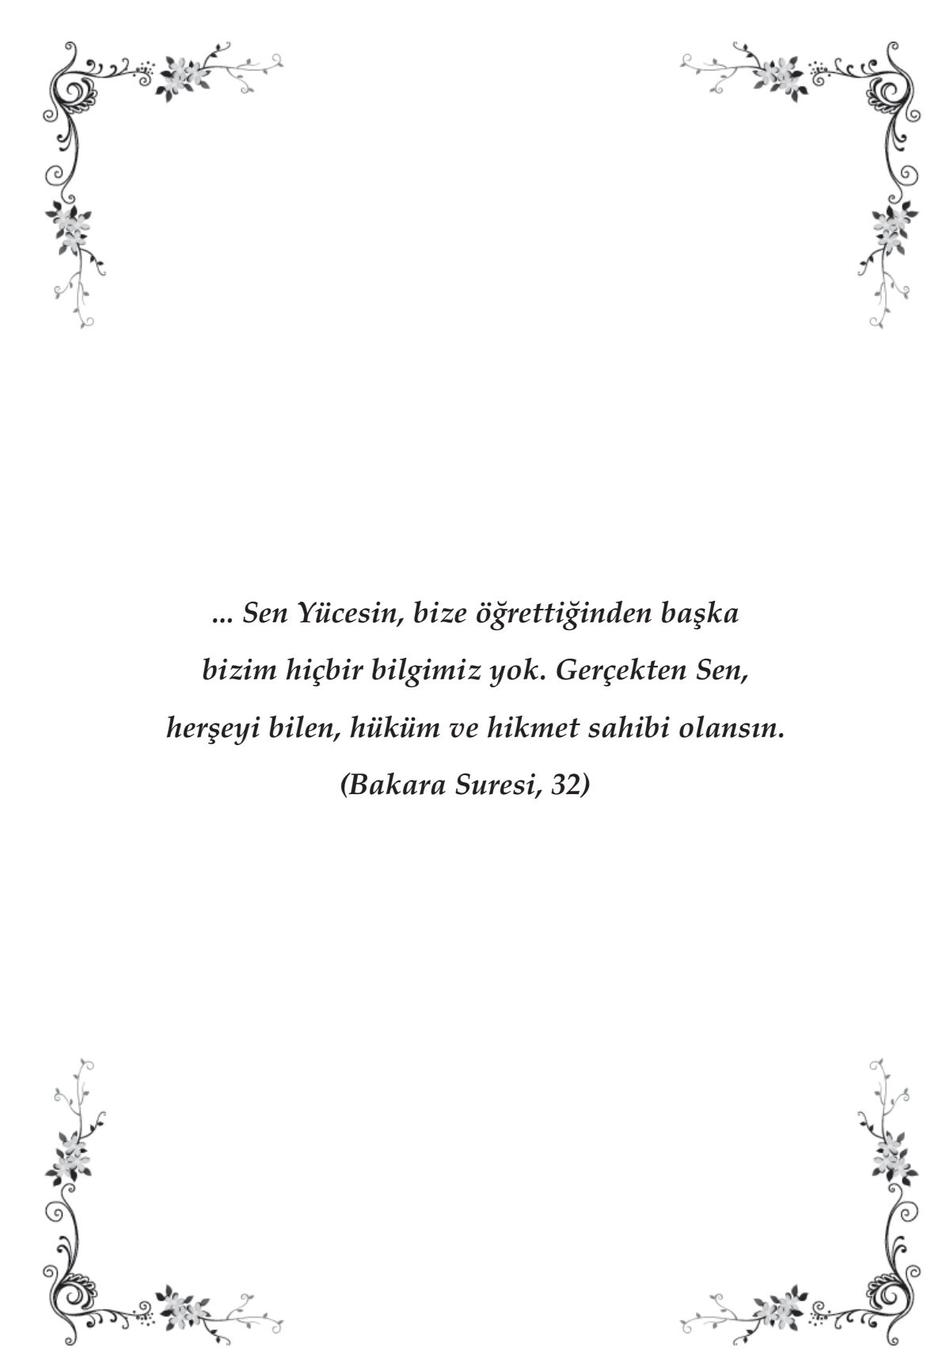 ... Sen Yücesin, bize öğrettiğinden başka
bizim hiçbir bilgimiz yok. Gerçekten Sen,
herşeyi bilen, hüküm ve hikmet sahibi olansın.
(Bakara Suresi, 32)